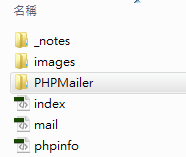 名稱
_notes
images
PHPMailer
index
mail
phpinfo